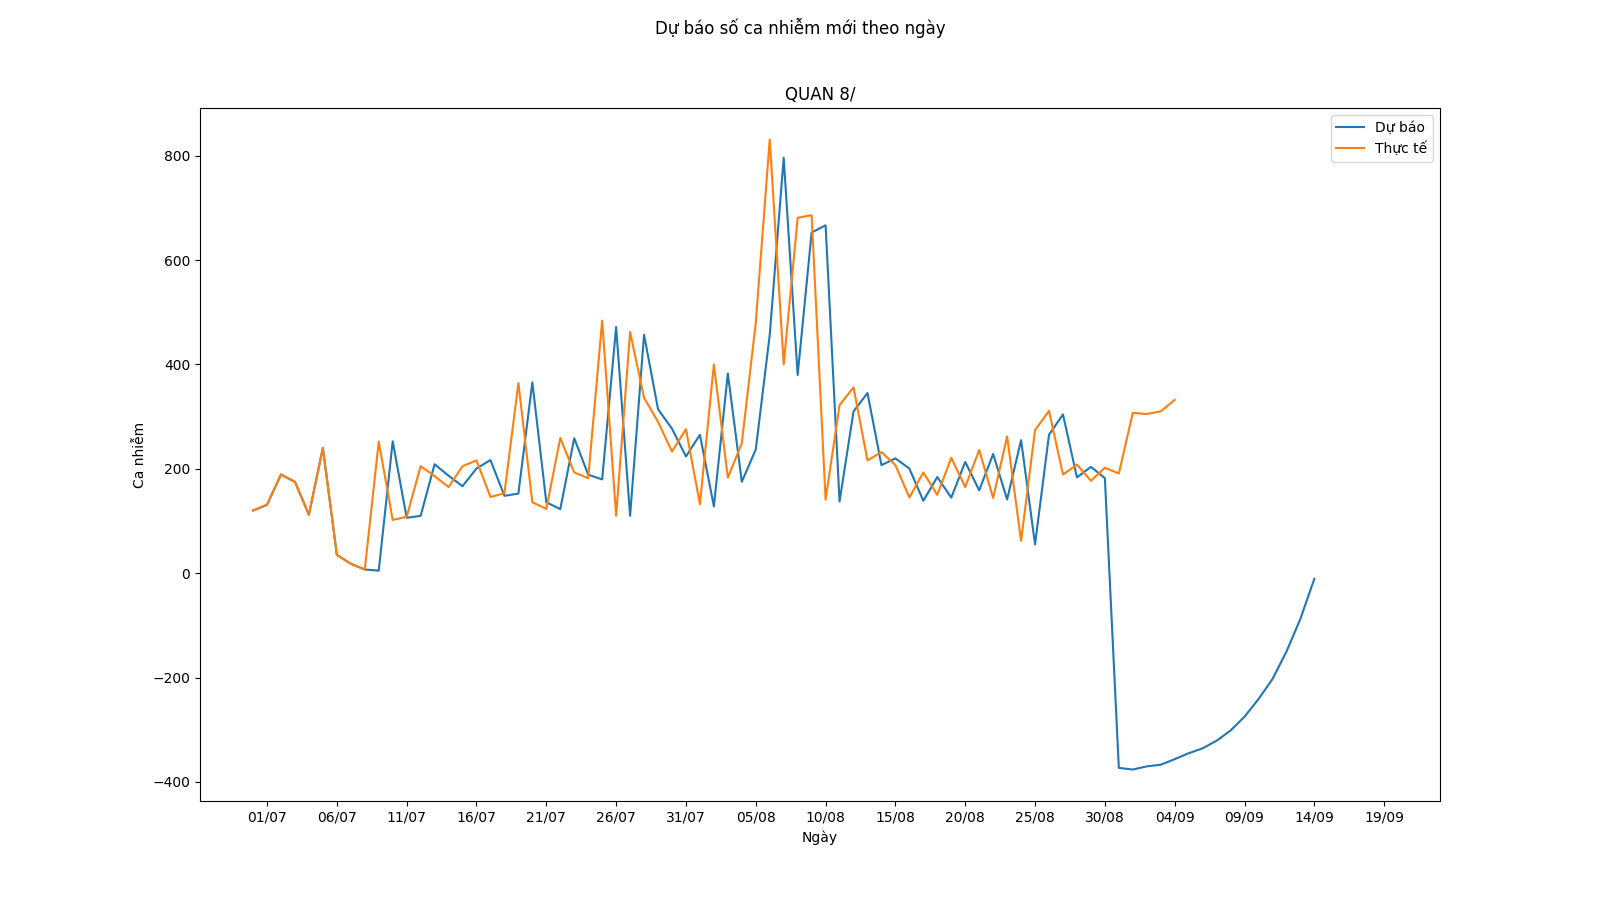 Dự báo số ca nhiễm mới theo ngày
QUAN 8/
Dự báo
Thực tế
800
600
400
200
0
−200
−400
Ca nhiễm
01/07 06/07 11/07 16/07 21/07 26/07 31/07 05/08 10/08 15/08 20/08 25/08 30/08 04/09 09/09 14/09 19/09
Ngày